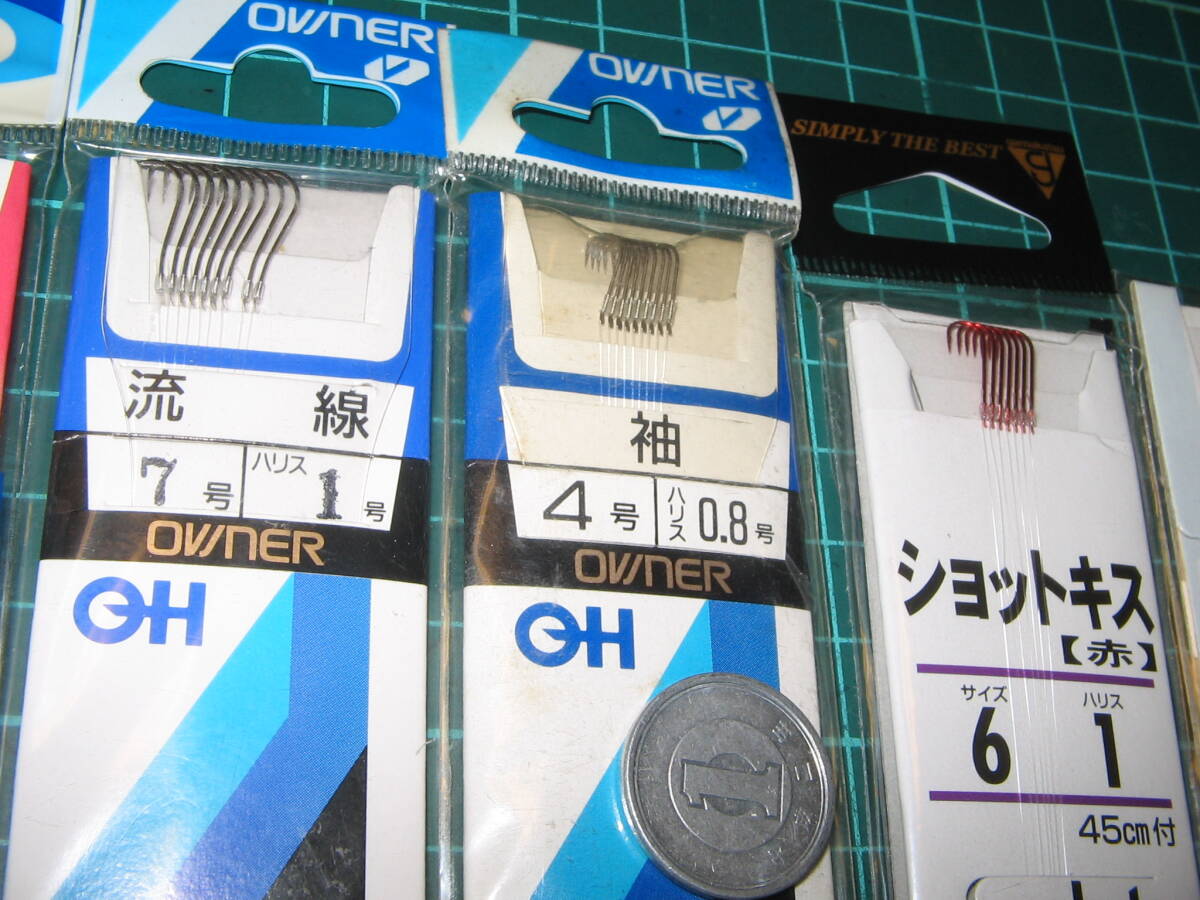 OWNER
流線
7号 ハリス 1号
OWNER
OH
OWNER
袖
4号 ハリス 0.8号
OWNER
OH
1
SIMPLY THE BEST
ショットキス
【赤】
サイズ 6 ハリス 1
45cm付